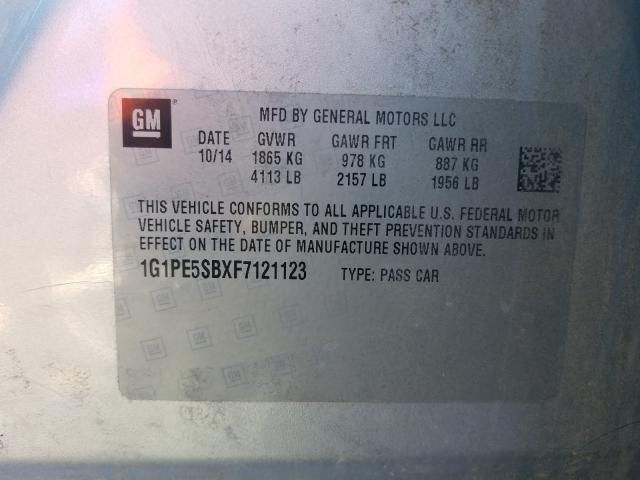 GM
MFD BY GENERAL MOTORS LLC
DATE GVWR GAWR FRT GAWR RR
10/14 1865 KG 978 KG 887 KG
4113 LB 2157 LB 1956 LB
THIS VEHICLE CONFORMS TO ALL APPLICABLE U.S. FEDERAL MOTOR
VEHICLE SAFETY, BUMPER, AND THEFT PREVENTION STANDARDS IN
EFFECT ON THE DATE OF MANUFACTURE SHOWN ABOVE.
1G1PE5SBXF7121123 TYPE: PASS CAR